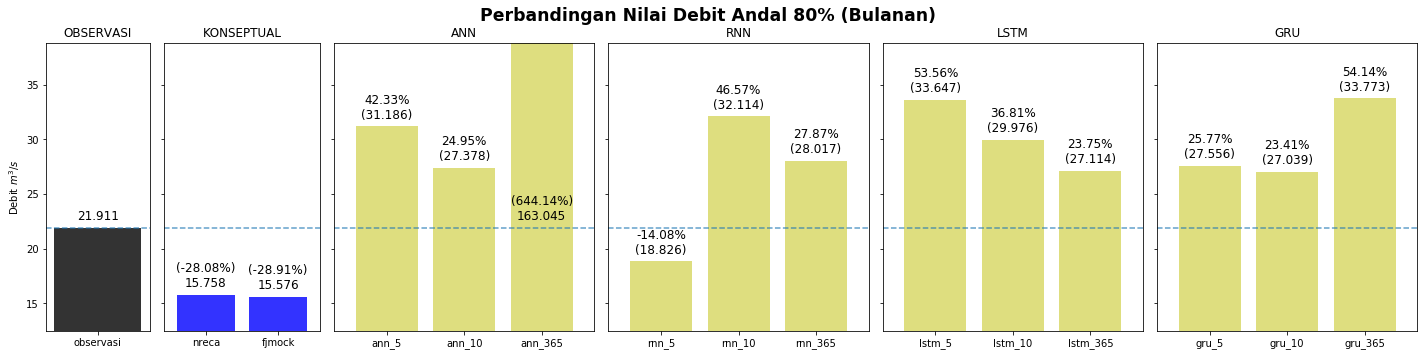 Perbandingan Nilai Debit Andal 80% (Bulanan)
OBSERVASI
KONSEPTUAL
ANN
RNN
LSTM
GRU
Debit m³/s
35
30
25
20
15
21.911
observasi
(-28.08%)
15.758
(-28.91%)
15.576
nreca
fjmock
42.33%
(31.186)
24.95%
(27.378)
(644.14%)
163.045
ann_5
ann_10
ann_365
-14.08%
(18.826)
46.57%
(32.114)
27.87%
(28.017)
rnn_5
rnn_10
rnn_365
53.56%
(33.647)
36.81%
(29.976)
23.75%
(27.114)
lstm_5
lstm_10
lstm_365
25.77%
(27.556)
23.41%
(27.039)
54.14%
(33.773)
gru_5
gru_10
gru_365